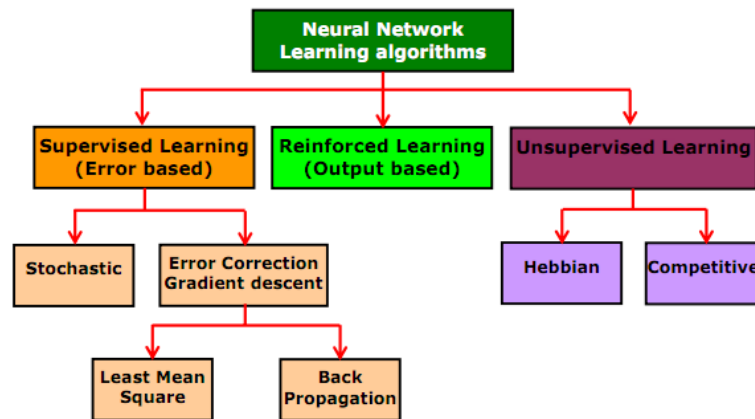 Neural Network
Learning algorithms
Supervised Learning
(Error based)
Reinforced Learning
(Output based)
Unsupervised Learning
Stochastic
Error Correction
Gradient descent
Hebbian
Competitive
Least Mean
Square
Back
Propagation